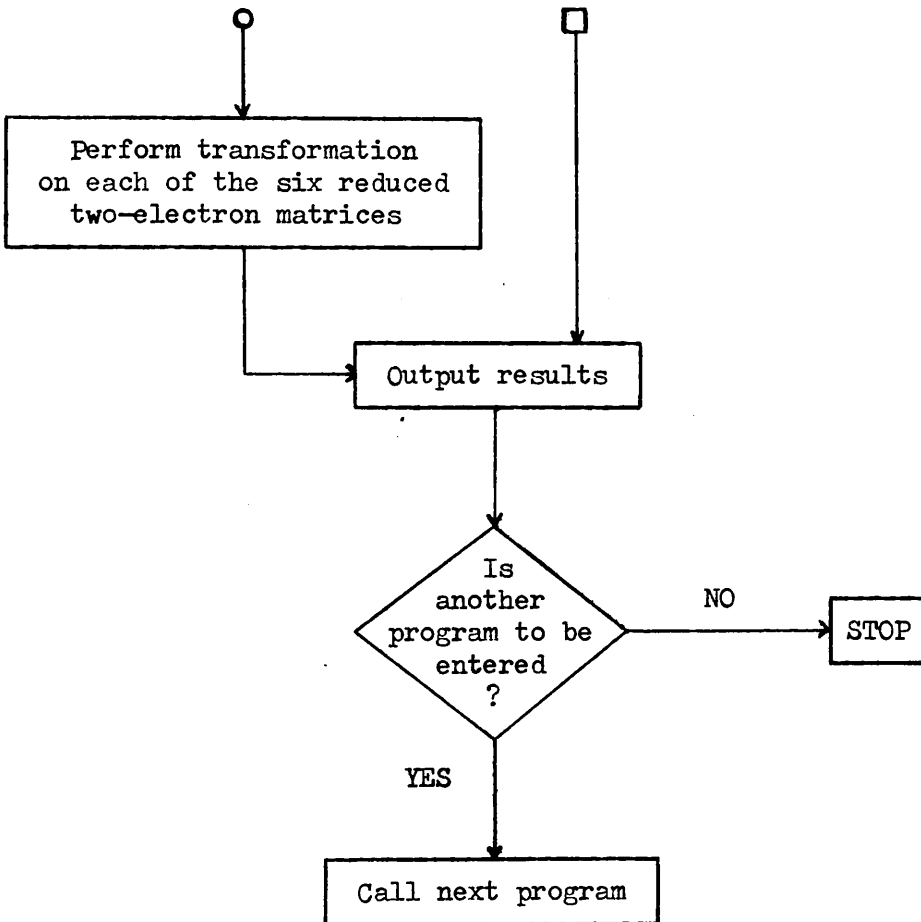 Perform transformation
on each of the six reduced
two-electron matrices
Output results
Is
another
program to be
entered
?
NO
STOP
YES
Call next program